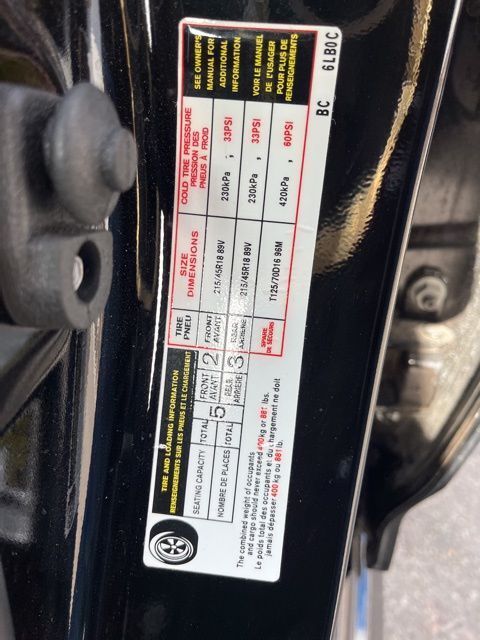 TIRE AND LOADING INFORMATION
RENSEIGNEMENTS SUR LES PNEUS ET LE CHARGEMENT
SEATING CAPACITY
NOMBRE DE PLACES
TOTAL
TOTAL
5
FRONT
AVANT
2
REAR
ARRIÈRE
3
The combined weight of occupants
and cargo should never exceed 400 kg or 881 lbs.
Le poids total des occupants et du chargement ne doit
jamais dépasser 400 kg ou 881 lb.
TIRE
PNEU
SIZE
DIMENSIONS
COLD TIRE PRESSURE
PRESSION DES
PNEUS À FROID
SEE OWNER'S
MANUAL FOR
ADDITIONAL
INFORMATION
VOIR LE MANUEL
DE L'USAGER
POUR PLUS DE
RENSEIGNEMENTS
FRONT
AVANT
215/45R18 89V
230kPa , 33PSI
REAR
ARRIÈRE
215/45R18 89V
230kPa , 33PSI
SPARE
DE SECOURS
T125/70D16 96M
420kPa , 60PSI
BC 6LB0C